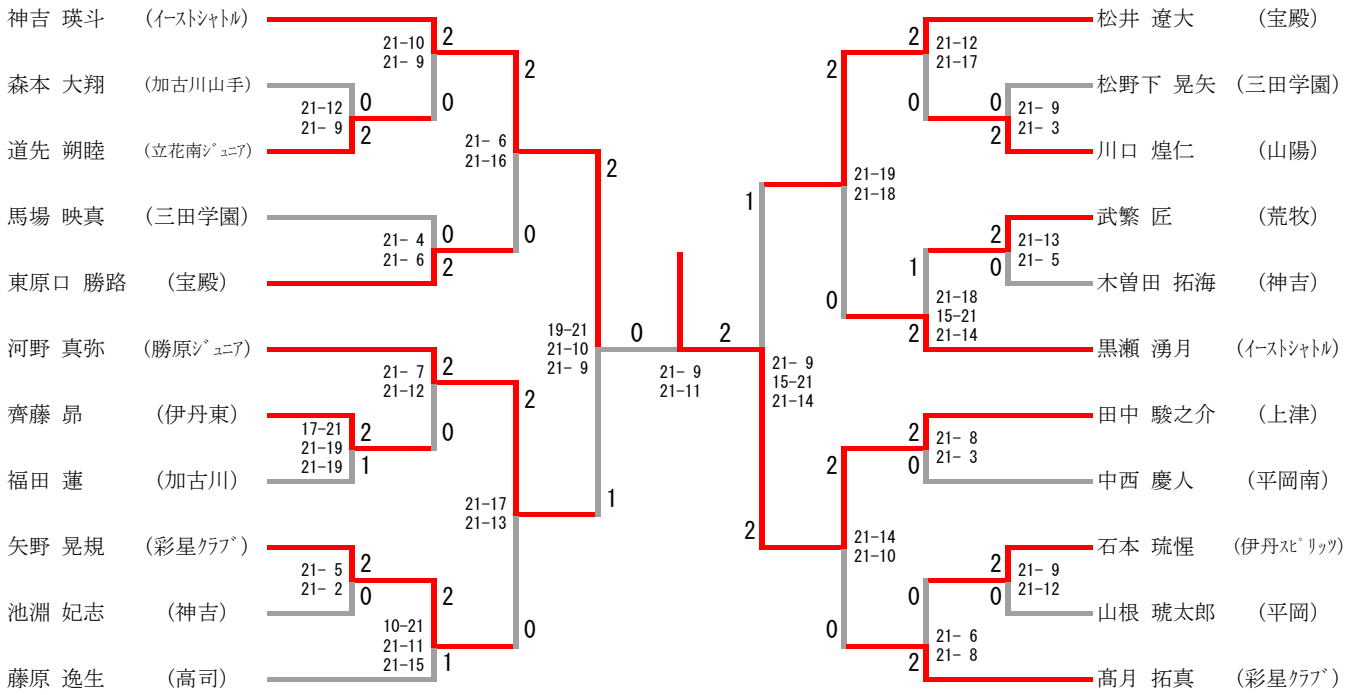 神吉 瑛斗 (イーストシャトル)
森本 大翔 (加古川山手)
道先 朔睦 (立花南ジュニア)
馬場 映真 (三田学園)
東原口 勝路 (宝殿)
河野 真弥 (勝原ジュニア)
齊藤 昴 (伊丹東)
福田 蓮 (加古川)
矢野 晃規 (彩星クラブ)
池淵 妃志 (神吉)
藤原 逸生 (高司)
21-10 2
21- 9
0
21-12 0
21- 9 2
2
21- 6
21-16
0
21- 4 0
21- 6 2
2
19-21
21-10
21- 9
1
21- 7 2
21-12
0
17-21
21-19 2
21-19 1
2
21-17
21-13
0
21- 5 2
21- 2 0
2
10-21
21-11
21-15 1
0 2
21- 9
21-11
1
21- 9
15-21
21-14
2
2
21-19
21-18
0
2 21-12
21-17
0
0 21- 9
2 21- 3
2 21-13
0 21- 5
1
21-18
15-21
2 21-14
2
21-14
21-10
0
2 21- 8
0 21- 3
2 21- 9
0 21-12
0
21- 6
2 21- 8
松井 遼大 (宝殿)
松野下 晃矢 (三田学園)
川口 煌仁 (山陽)
武繁 匠 (荒牧)
木曽田 拓海 (神吉)
黒瀬 湧月 (イーストシャトル)
田中 駿之介 (上津)
中西 慶人 (平岡南)
石本 琉惺 (伊丹スピリッツ)
山根 琥太郎 (平岡)
髙月 拓真 (彩星クラブ)